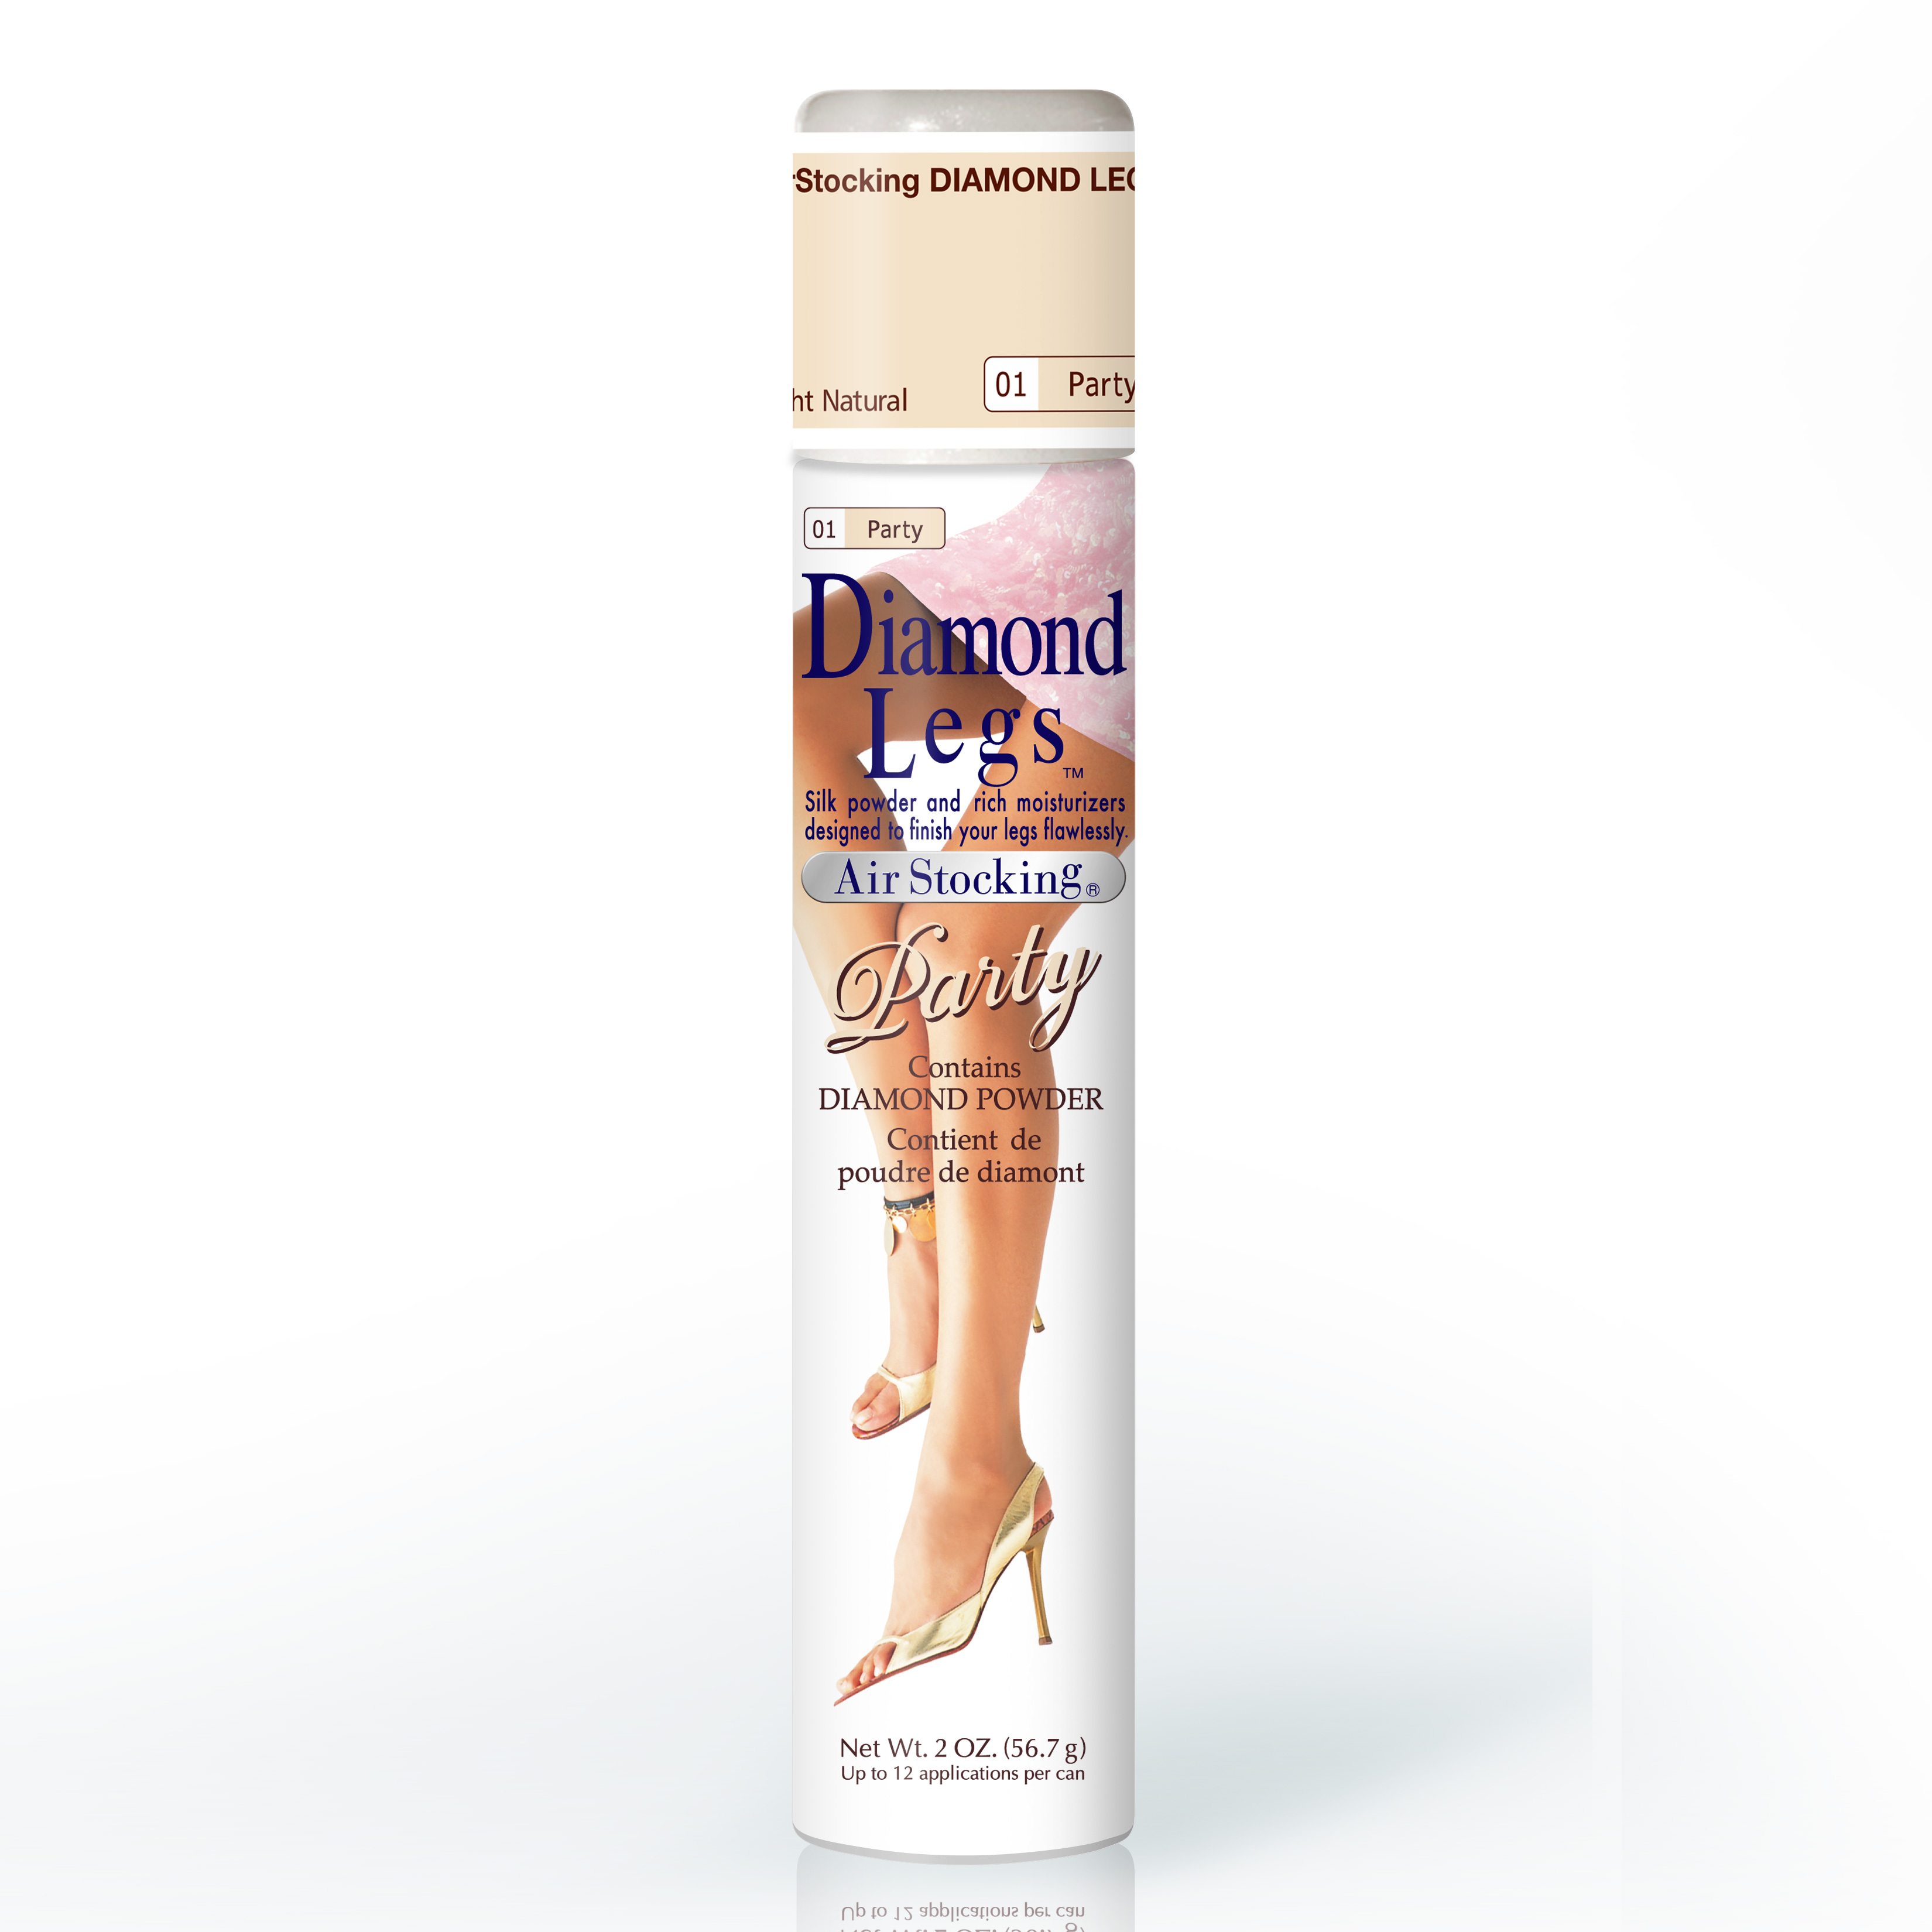 Stocking DIAMOND LEG
ht Natural
01 Party
01 Party
Diamond
Legs™
Silk powder and rich moisturizers
designed to finish your legs flawlessly.
Air Stocking®
Party
Contains
DIAMOND POWDER
Contient de
poudre de diamont
Net Wt. 2 OZ. (56.7 g)
Up to 12 applications per can